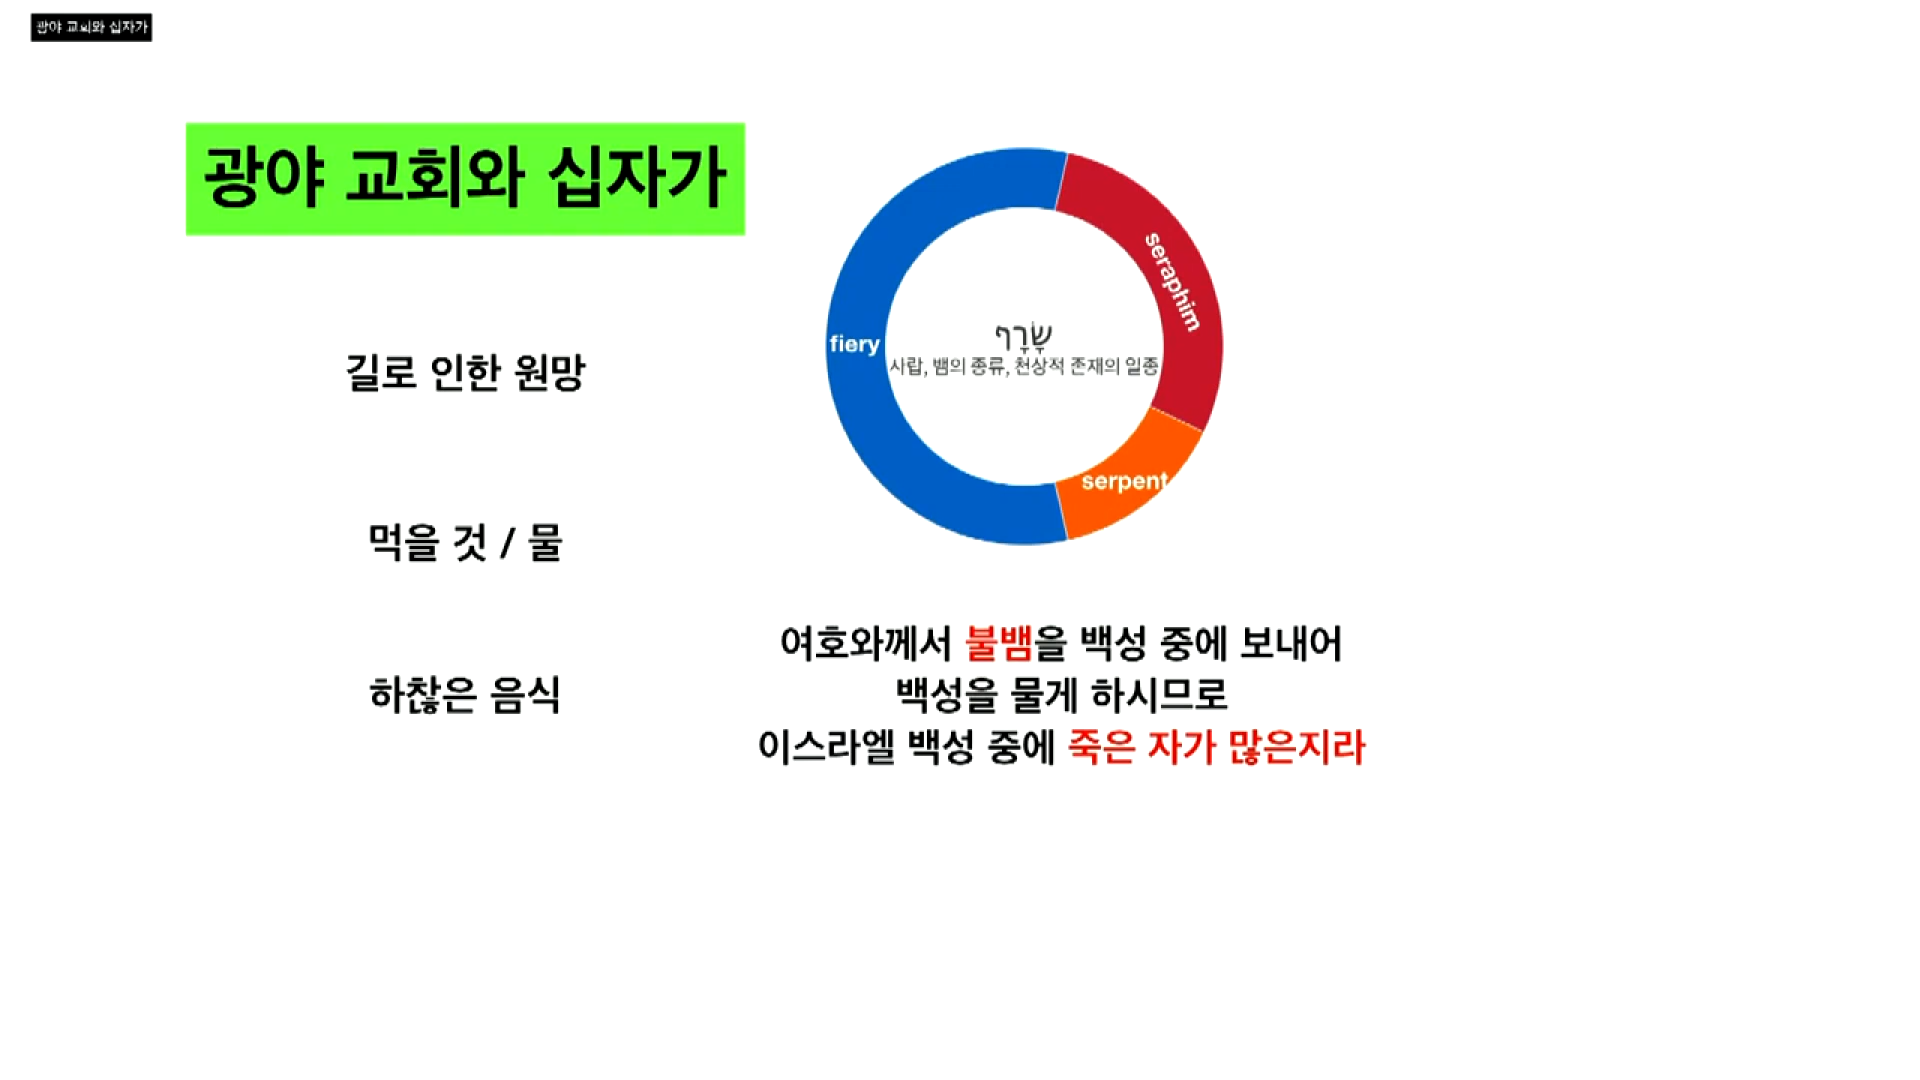 광야 교회와 십자가
광야 교회와 십자가
길로 인한 원망
먹을 것 / 물
하찮은 음식
fiery
seraphim
serpent
שָׂרָף
사랍, 뱀의 종류, 천상적 존재의 일종
여호와께서 불뱀을 백성 중에 보내어
백성을 물게 하시므로
이스라엘 백성 중에 죽은 자가 많은지라